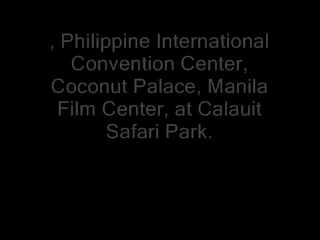 , Philippine International
Convention Center,
Coconut Palace, Manila
Film Center, at Calauit
Safari Park.